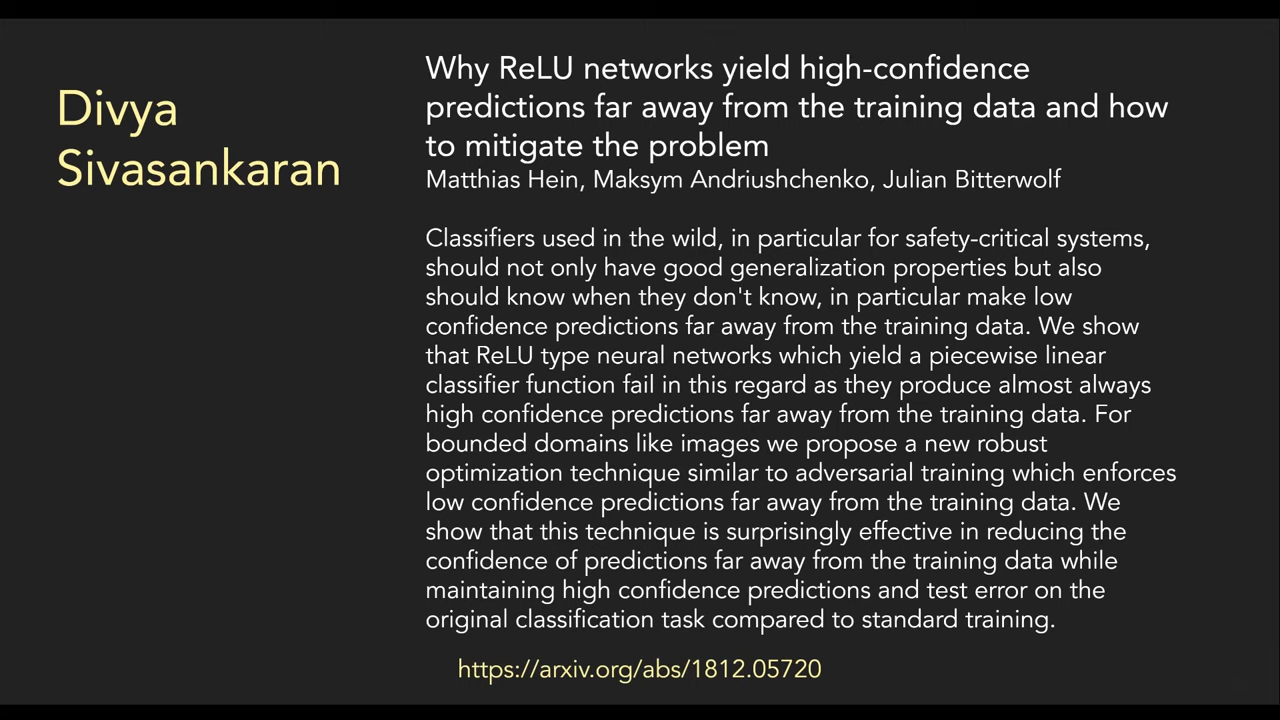 Divya
Sivasankaran
Why ReLU networks yield high-confidence
predictions far away from the training data and how
to mitigate the problem
Matthias Hein, Maksym Andriushchenko, Julian Bitterwolf
Classifiers used in the wild, in particular for safety-critical systems,
should not only have good generalization properties but also
should know when they don't know, in particular make low
confidence predictions far away from the training data. We show
that ReLU type neural networks which yield a piecewise linear
classifier function fail in this regard as they produce almost always
high confidence predictions far away from the training data. For
bounded domains like images we propose a new robust
optimization technique similar to adversarial training which enforces
low confidence predictions far away from the training data. We
show that this technique is surprisingly effective in reducing the
confidence of predictions far away from the training data while
maintaining high confidence predictions and test error on the
original classification task compared to standard training.
https://arxiv.org/abs/1812.05720